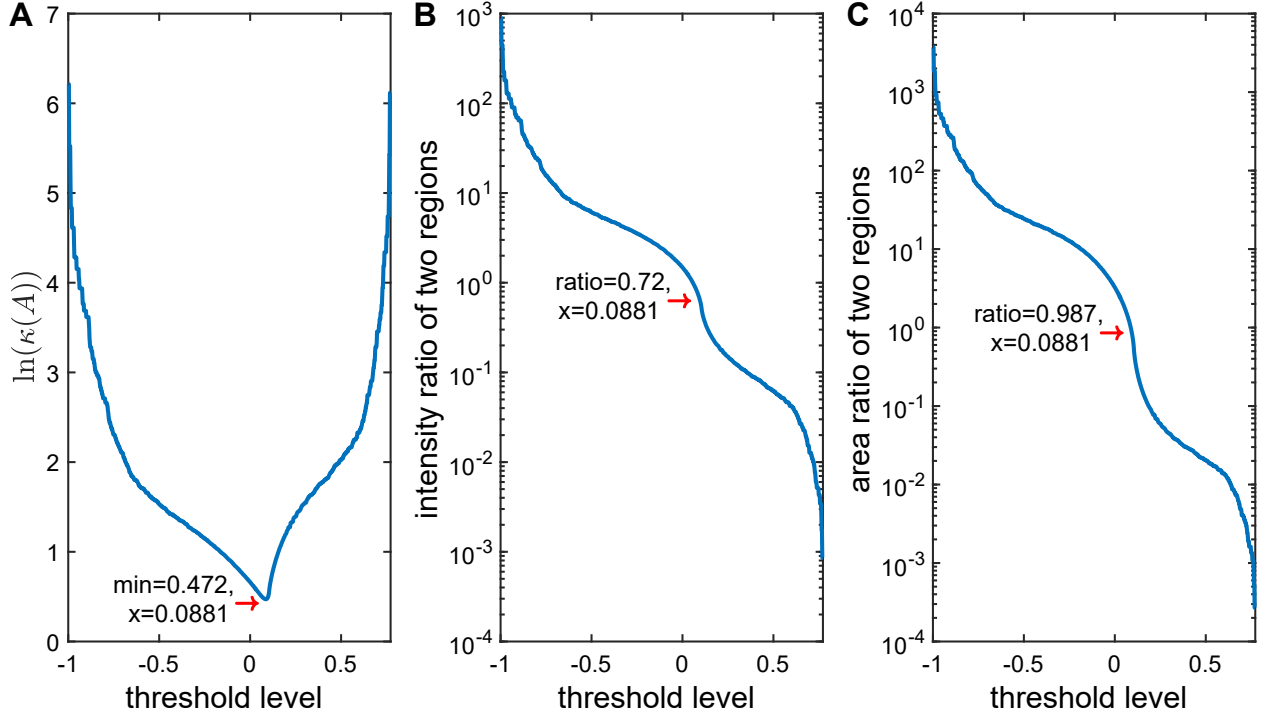 A
7
6
5
4
3
2
1
0
ln(κ(A))
min=0.472,
x=0.0881
-1
-0.5
0
0.5
threshold level
B
10^3
10^2
10^1
10^0
10^-1
10^-2
10^-3
10^-4
intensity ratio of two regions
ratio=0.72,
x=0.0881
-1
-0.5
0
0.5
threshold level
C
10^4
10^3
10^2
10^1
10^0
10^-1
10^-2
10^-3
10^-4
area ratio of two regions
ratio=0.987,
x=0.0881
-1
-0.5
0
0.5
threshold level